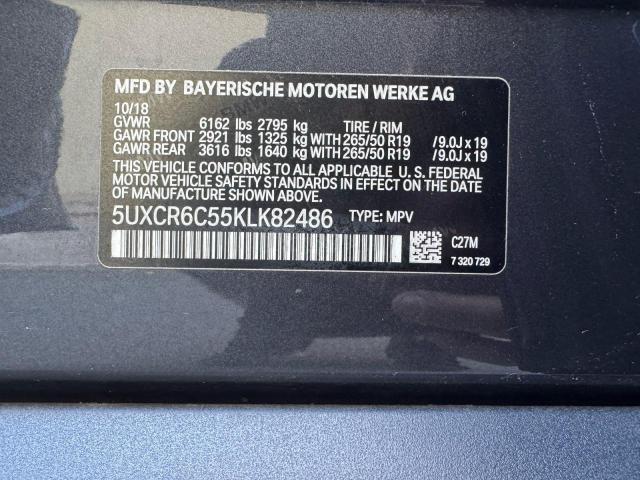 MFD BY BAYERISCHE MOTOREN WERKE AG
10/18
GVWR 6162 lbs 2795 kg TIRE / RIM
GAWR FRONT 2921 lbs 1325 kg WITH 265/50 R19 /9.0J x 19
GAWR REAR 3616 lbs 1640 kg WITH 265/50 R19 /9.0J x 19
THIS VEHICLE CONFORMS TO ALL APPLICABLE U. S. FEDERAL
MOTOR VEHICLE SAFETY STANDARDS IN EFFECT ON THE DATE
OF MANUFACTURE SHOWN ABOVE.
5UXCR6C55KLK82486 TYPE: MPV
C27M
7 320 729